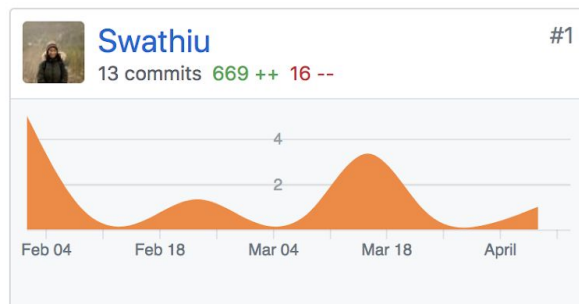 Swathiu
#1
13 commits 669 ++ 16 --
4
2
Feb 04 Feb 18 Mar 04 Mar 18 April